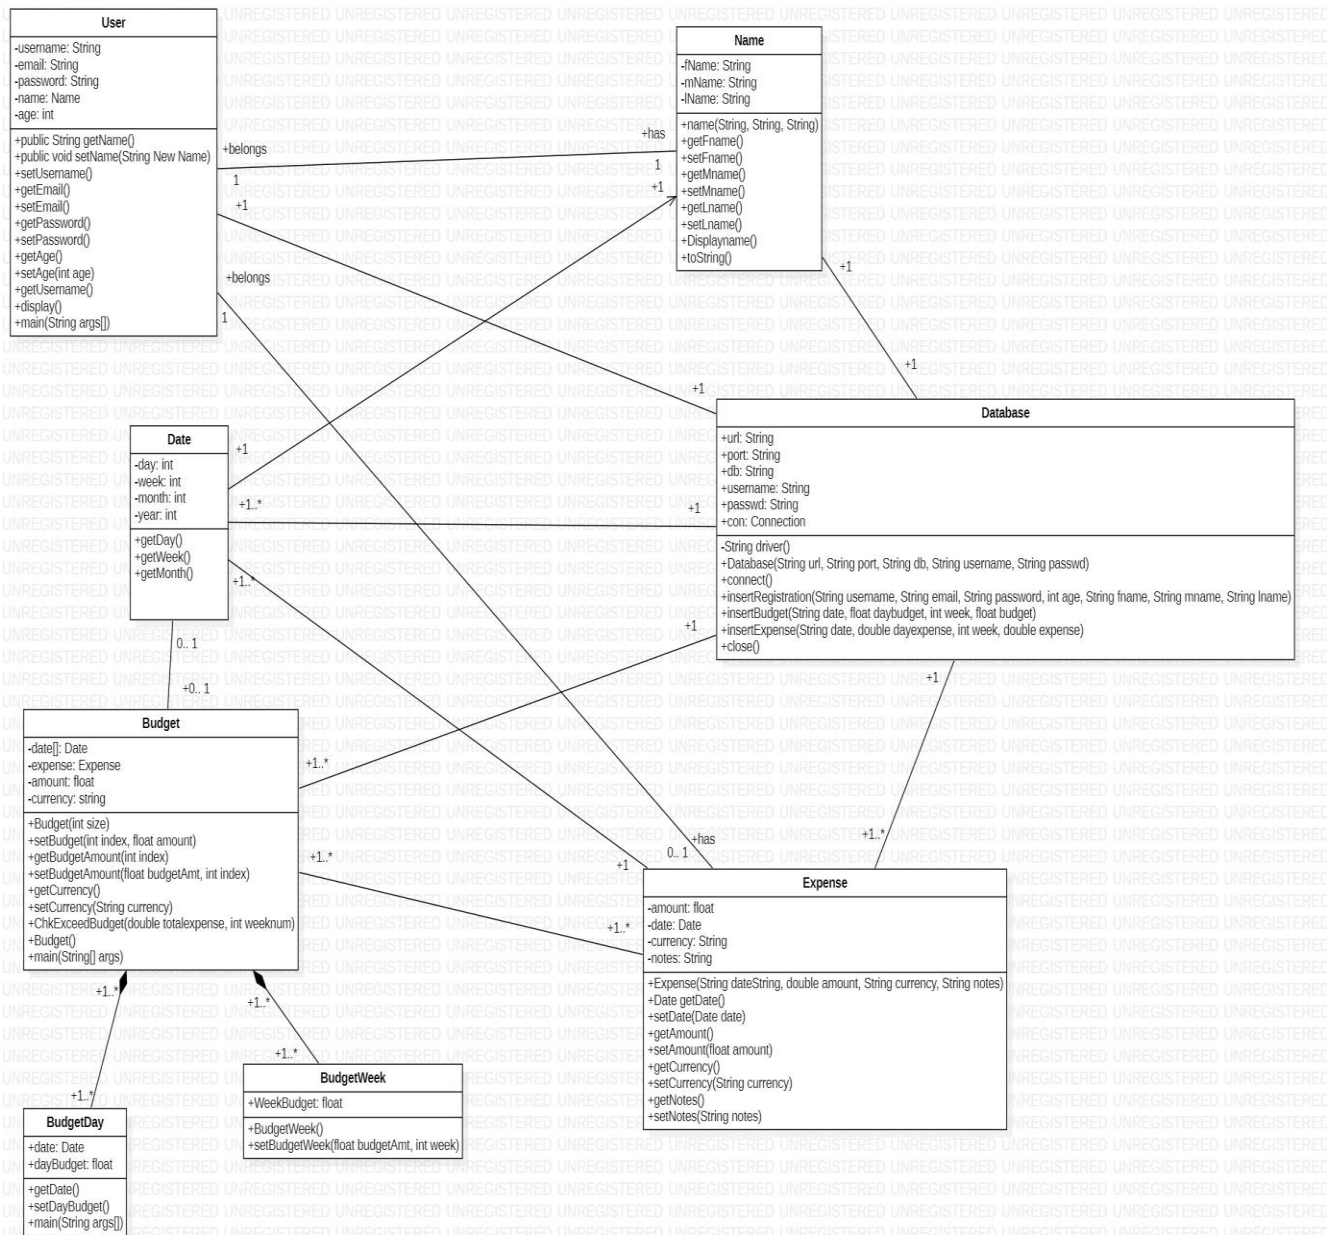 User
-username: String
-email: String
-password: String
-name: Name
-age: int
+public String getName()
+public void setName(String New Name)
+setUsername()
+getEmail()
+setEmail()
+getPassword()
+setPassword()
+getAge()
+setAge(int age)
+getUsername()
+display()
+main(String args[])
+belongs
1
+1
+belongs
1
+has
1
+1
Name
-fName: String
-mName: String
-lName: String
+name(String, String, String)
+getFname()
+setFname()
+getMname()
+setMname()
+getLname()
+setLname()
+Displayname()
+toString()
+1
+1
+1
Date
-day: int
-week: int
-month: int
-year: int
+getDay()
+getWeek()
+getMonth()
+1
+1..*
+1..*
+1
0.. 1
+0.. 1
Database
+url: String
+port: String
+db: String
+username: String
+passwd: String
+con: Connection
-String driver()
+Database(String url, String port, String db, String username, String passwd)
+connect()
+insertRegistration(String username, String email, String password, int age, String fname, String mname, String lname)
+insertBudget(String date, float daybudget, int week, float budget)
+insertExpense(String date, double dayexpense, int week, double expense)
+close()
+1
+1
Budget
-date[]: Date
-expense: Expense
-amount: float
-currency: string
+Budget(int size)
+setBudget(int index, float amount)
+getBudgetAmount(int index)
+setBudgetAmount(float budgetAmt, int index)
+getCurrency()
+setCurrency(String currency)
+ChkExceedBudget(double totalexpense, int weeknum)
+Budget()
+main(String[] args)
+1..*
+1..*
+has
0.. 1
+1
+1..*
+1..*
Expense
-amount: float
-date: Date
-currency: String
-notes: String
+Expense(String dateString, double amount, String currency, String notes)
+Date getDate()
+setDate(Date date)
+getAmount()
+setAmount(float amount)
+getCurrency()
+setCurrency(String currency)
+getNotes()
+setNotes(String notes)
+1..*
+1..*
+1..*
+1..*
BudgetWeek
+WeekBudget: float
+BudgetWeek()
+setBudgetWeek(float budgetAmt, int week)
BudgetDay
+date: Date
+dayBudget: float
+getDate()
+setDayBudget()
+main(String args[])
UNREGISTERED